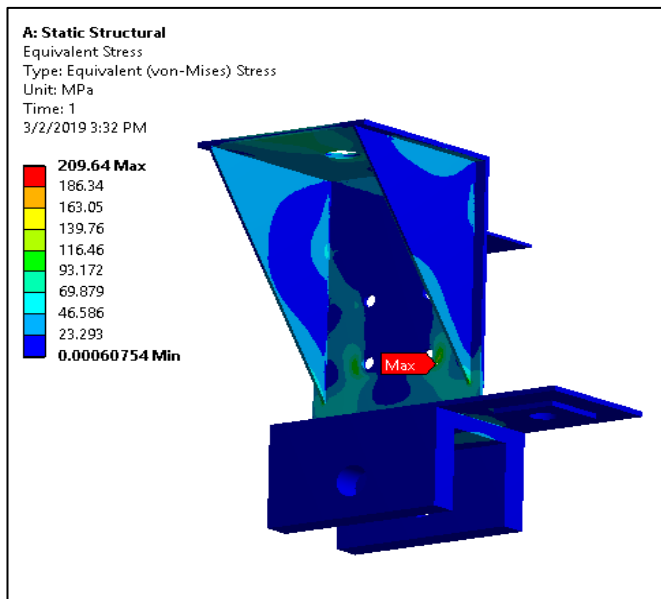 A: Static Structural
Equivalent Stress
Type: Equivalent (von-Mises) Stress
Unit: MPa
Time: 1
3/2/2019 3:32 PM
209.64 Max
186.34
163.05
139.76
116.46
93.172
69.879
46.586
23.293
0.00060754 Min
Max